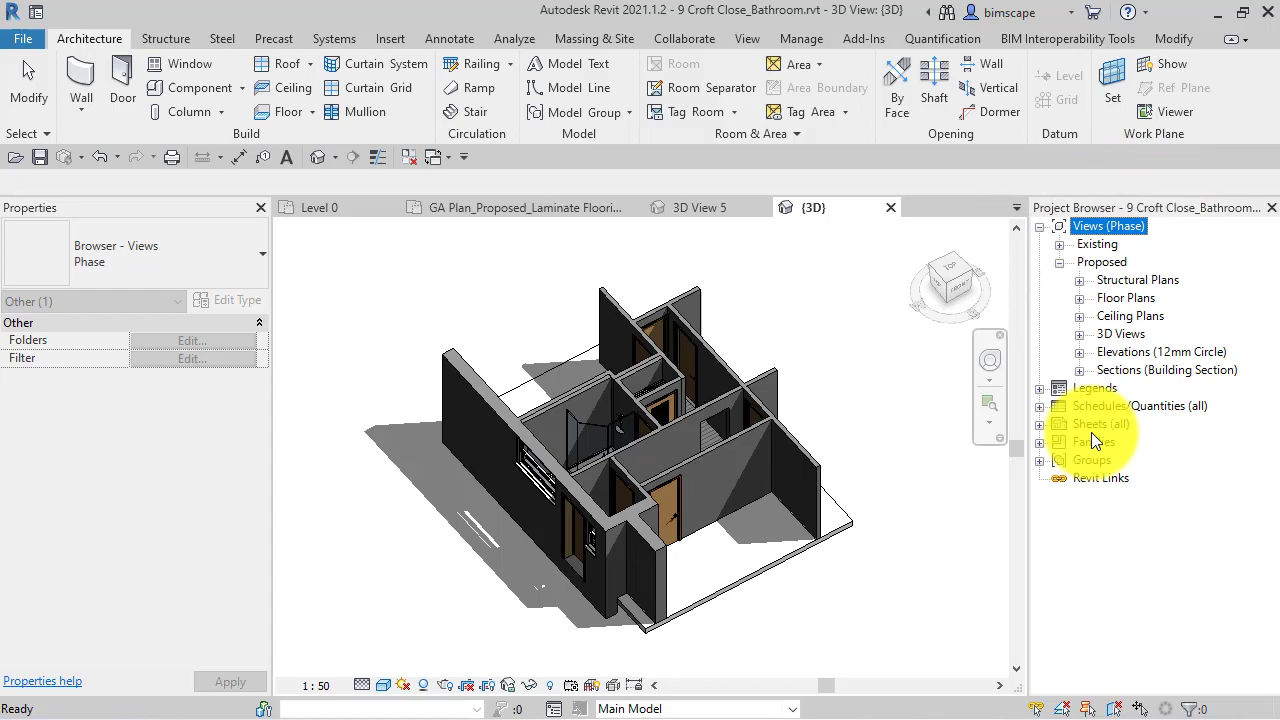 Autodesk Revit 2021.1.2 - 9 Croft Close_Bathroom.rvt - 3D View: {3D}
bimscape
File Architecture Structure Steel Precast Systems Insert Annotate Analyze Massing & Site Collaborate View Manage Add-Ins Quantification BIM Interoperability Tools Modify
Modify
Wall
Door
Window
Component
Column
Roof
Ceiling
Floor
Curtain System
Curtain Grid
Mullion
Railing
Ramp
Stair
Model Text
Model Line
Model Group
Room
Room Separator
Tag Room
Area
Area Boundary
Tag Area
By Face
Shaft
Wall
Vertical
Dormer
Level
Grid
Set
Show
Ref Plane
Viewer
Select Build Circulation Model Room & Area Opening Datum Work Plane
Properties
Level 0
GA Plan_Proposed_Laminate Floori...
3D View 5
{3D}
Project Browser - 9 Croft Close_Bathroom...
Browser - Views
Phase
Other (1)
Edit Type
Other
Folders Edit...
Filter Edit...
Properties help
Apply
TOP
FRONT
Views (Phase)
Existing
Proposed
Structural Plans
Floor Plans
Ceiling Plans
3D Views
Elevations (12mm Circle)
Sections (Building Section)
Legends
Schedules/Quantities (all)
Sheets (all)
Families
Groups
Revit Links
1 : 50
Ready
:0
Main Model
:0